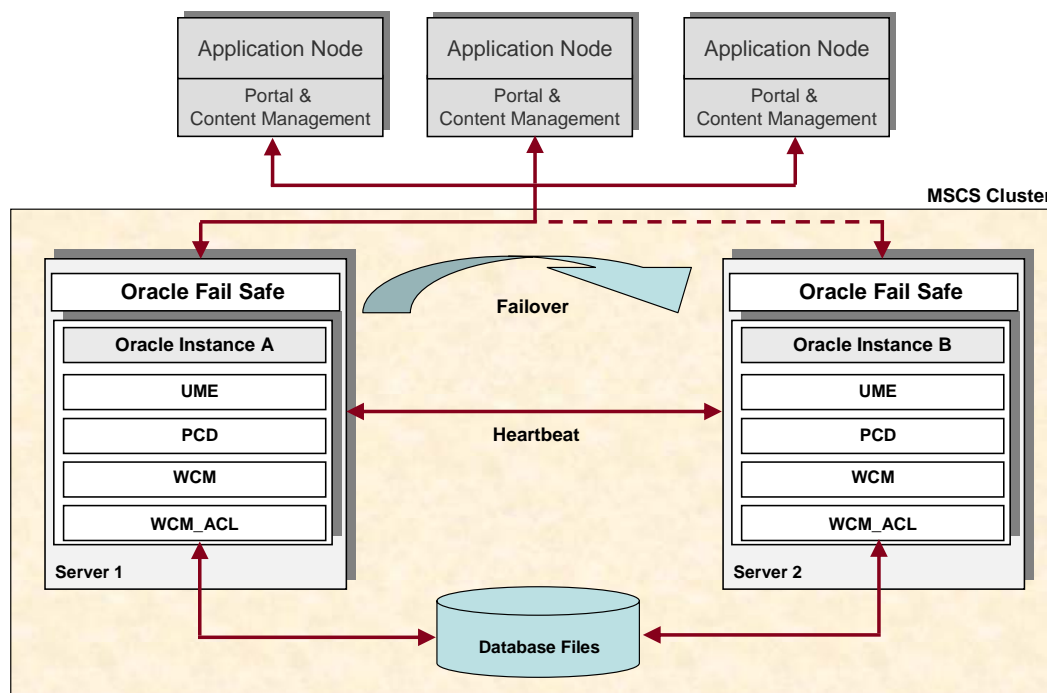 Application Node
Portal &
Content Management
Application Node
Portal &
Content Management
Application Node
Portal &
Content Management
MSCS Cluster
Oracle Fail Safe
Oracle Instance A
UME
PCD
WCM
WCM_ACL
Server 1
Failover
Heartbeat
Oracle Fail Safe
Oracle Instance B
UME
PCD
WCM
WCM_ACL
Server 2
Database Files